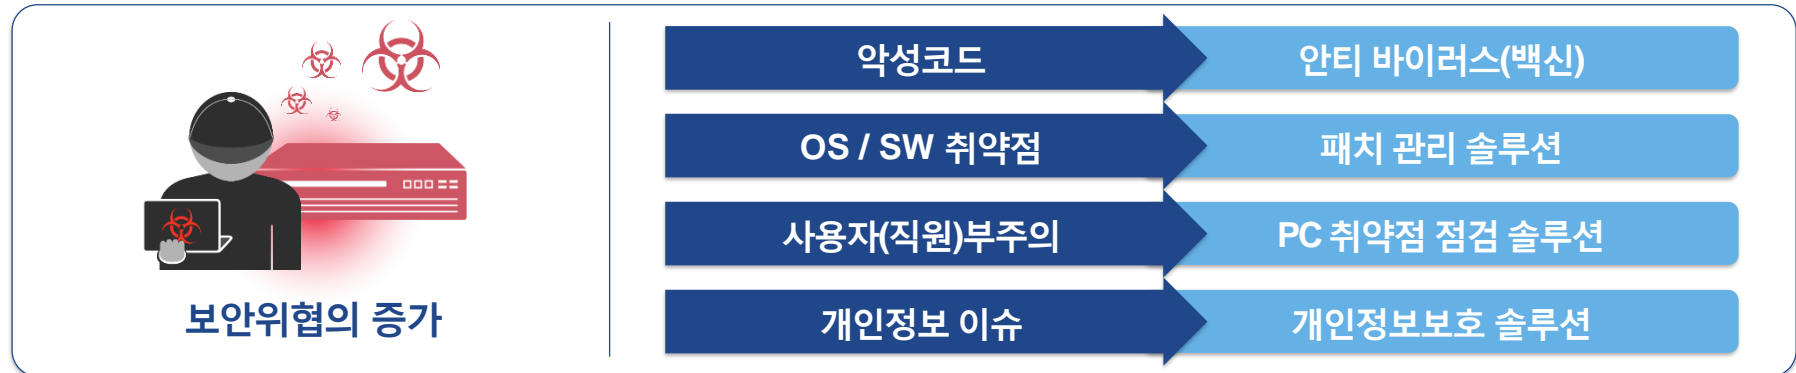 보안위협의 증가
악성코드
안티 바이러스(백신)
OS / SW 취약점
패치 관리 솔루션
사용자(직원)부주의
PC 취약점 점검 솔루션
개인정보 이슈
개인정보보호 솔루션